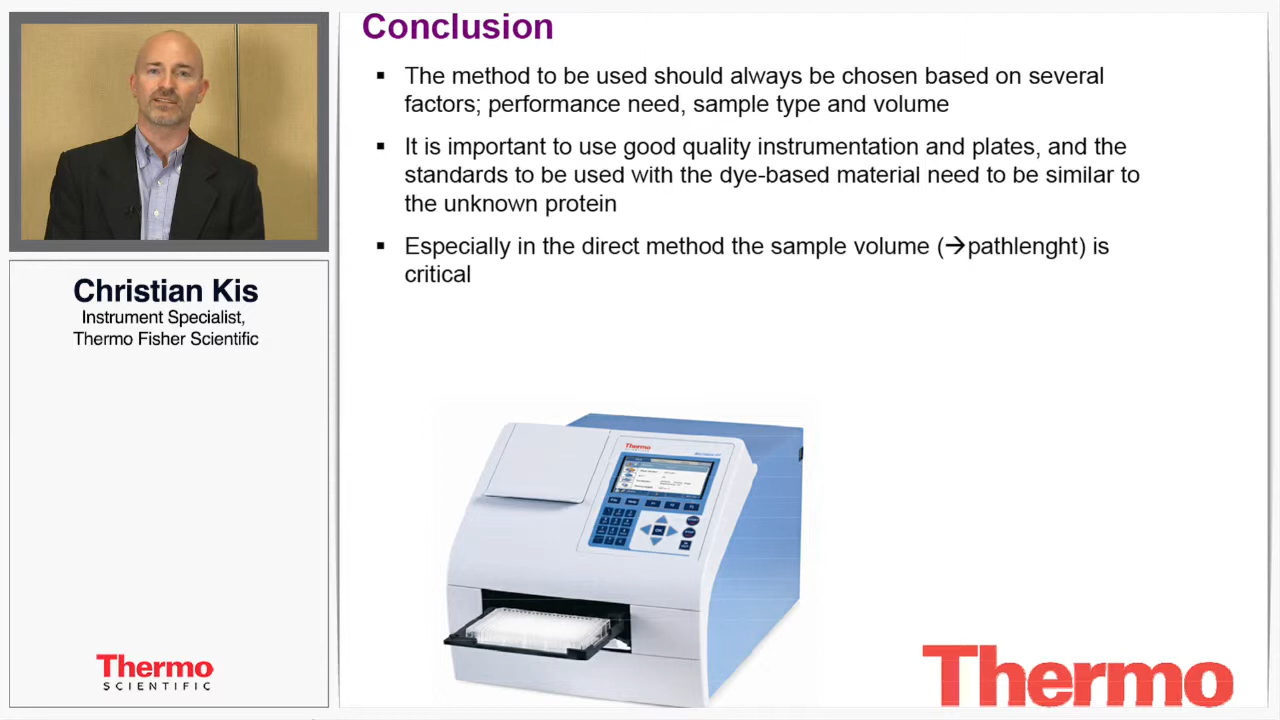 Conclusion
▪ The method to be used should always be chosen based on several
factors; performance need, sample type and volume
▪ It is important to use good quality instrumentation and plates, and the
standards to be used with the dye-based material need to be similar to
the unknown protein
▪ Especially in the direct method the sample volume (→pathlenght) is
critical
Christian Kis
Instrument Specialist,
Thermo Fisher Scientific
Thermo
Thermo
SCIENTIFIC
Thermo